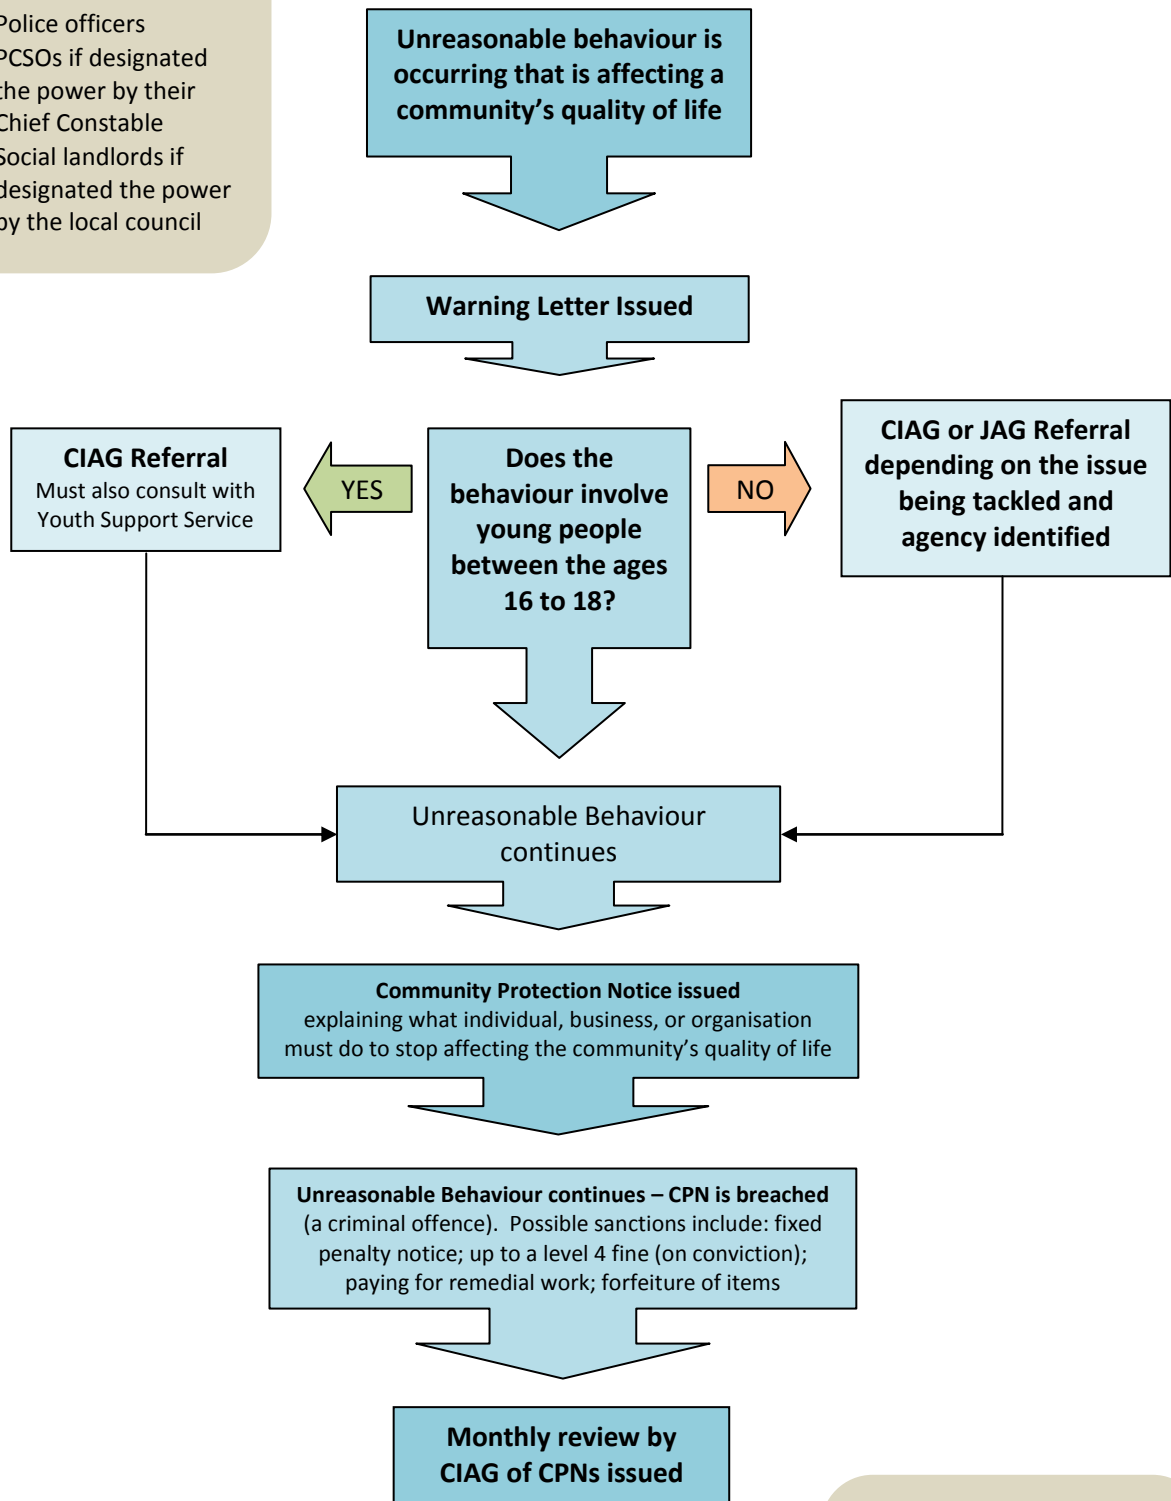 Police officers
PCSOs if designated
the power by their
Chief Constable
Social landlords if
designated the power
by the local council
Unreasonable behaviour is
occurring that is affecting a
community’s quality of life
Warning Letter Issued
CIAG Referral
Must also consult with
Youth Support Service
YES
Does the
behaviour involve
young people
between the ages
16 to 18?
NO
CIAG or JAG Referral
depending on the issue
being tackled and
agency identified
Unreasonable Behaviour
continues
Community Protection Notice issued
explaining what individual, business, or organisation
must do to stop affecting the community’s quality of life
Unreasonable Behaviour continues – CPN is breached
(a criminal offence).  Possible sanctions include: fixed
penalty notice; up to a level 4 fine (on conviction);
paying for remedial work; forfeiture of items
Monthly review by
CIAG of CPNs issued